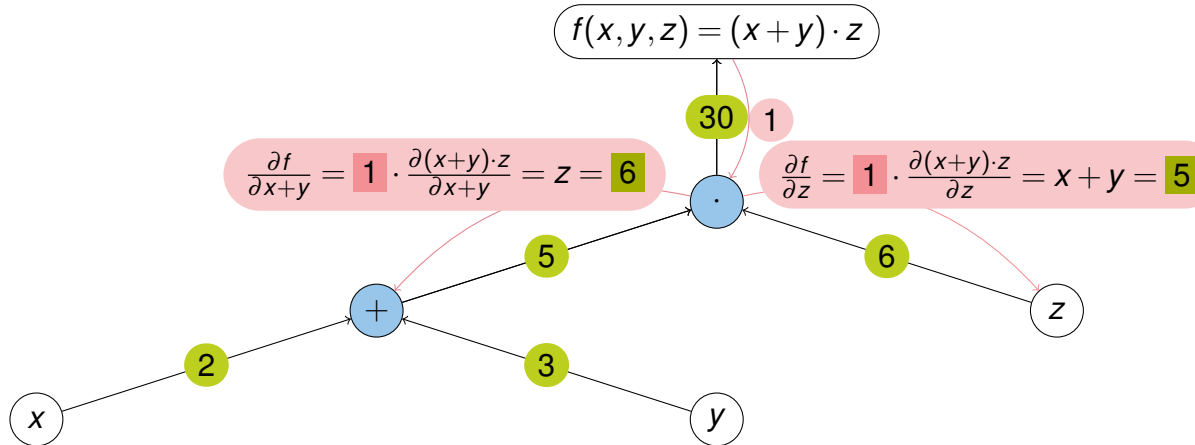 f(x, y, z) = (x + y) · z
30 1
∂f/∂x+y = 1 · ∂(x+y)·z/∂x+y = z = 6
∂f/∂z = 1 · ∂(x+y)·z/∂z = x + y = 5
·
5 6
+ z
2 3
x y